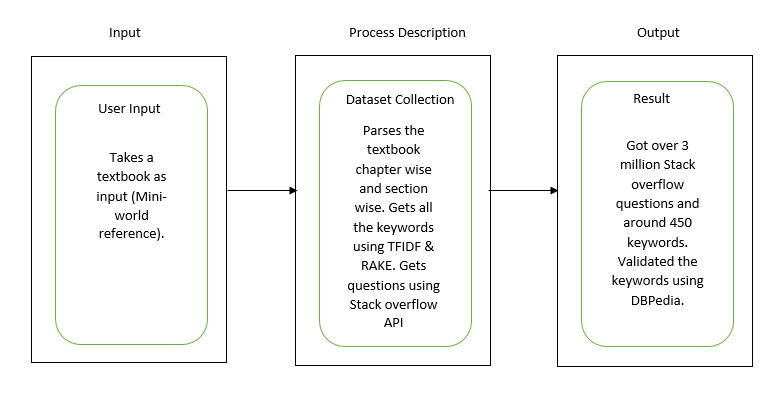 Input
User Input
Takes a
textbook as
input (Mini-
world
reference).
Process Description
Dataset Collection
Parses the
textbook
chapter wise
and section
wise. Gets all
the keywords
using TFIDF &
RAKE. Gets
questions using
Stack overflow
API
Output
Result
Got over 3
million Stack
overflow
questions and
around 450
keywords.
Validated the
keywords using
DBPedia.